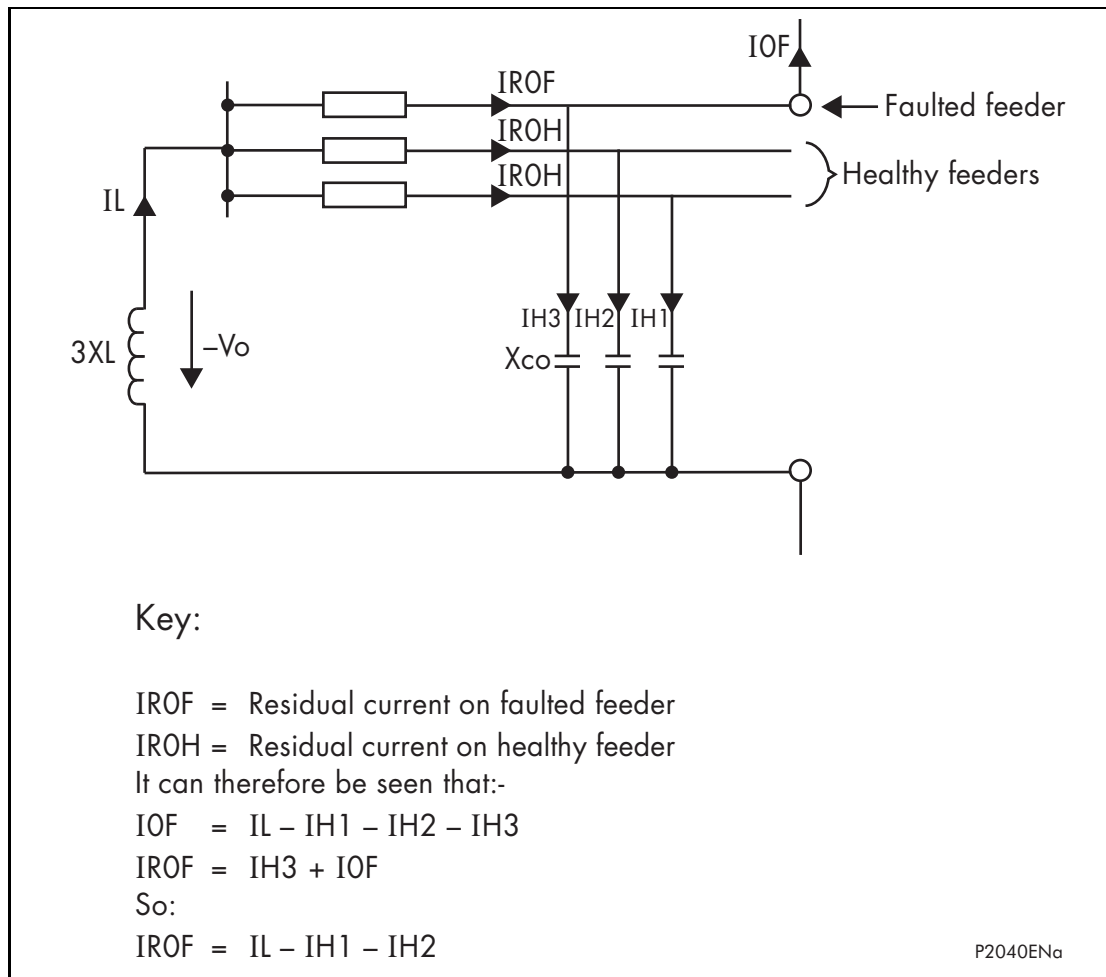 IOF
IROF
Faulted feeder
IROH
IROH
Healthy feeders
IL
IH3 IH2 IH1
3XL
–Vo
Xco
Key:
IROF = Residual current on faulted feeder
IROH = Residual current on healthy feeder
It can therefore be seen that:-
IOF = IL – IH1 – IH2 – IH3
IROF = IH3 + IOF
So:
IROF = IL – IH1 – IH2
P2040ENa